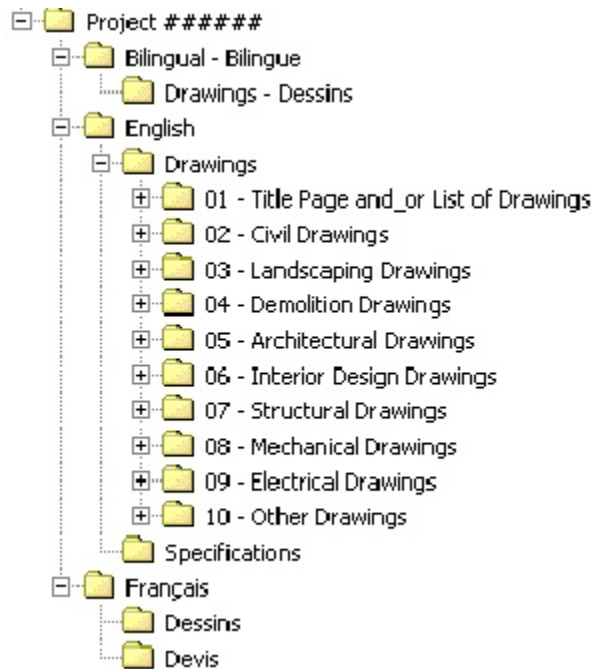 Project ######
Bilingual - Bilingue
Drawings - Dessins
English
Drawings
01 - Title Page and_or List of Drawings
02 - Civil Drawings
03 - Landscaping Drawings
04 - Demolition Drawings
05 - Architectural Drawings
06 - Interior Design Drawings
07 - Structural Drawings
08 - Mechanical Drawings
09 - Electrical Drawings
10 - Other Drawings
Specifications
Français
Dessins
Devis